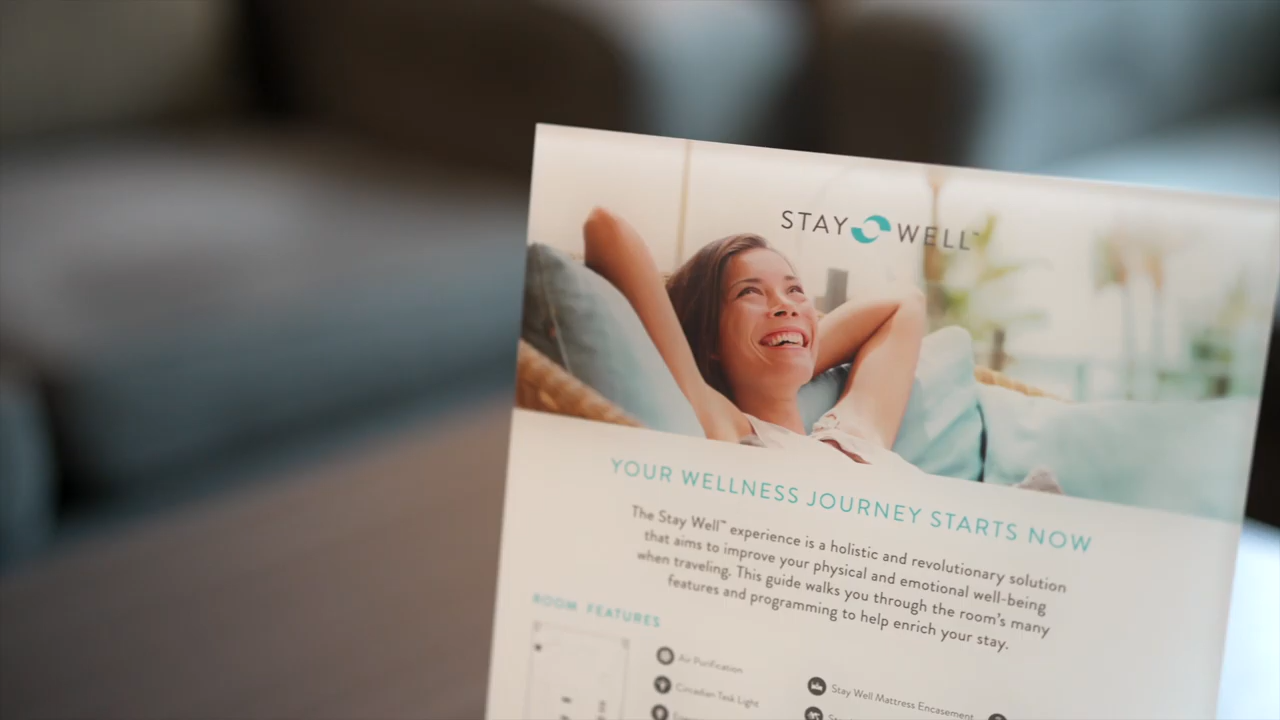 STAY WELL™
YOUR WELLNESS JOURNEY STARTS NOW
The Stay Well™ experience is a holistic and revolutionary solution
that aims to improve your physical and emotional well-being
when traveling. This guide walks you through the room's many
features and programming to help enrich your stay.
ROOM FEATURES
Air Purification
Circadian Task Light
Stay Well Mattress Encasement